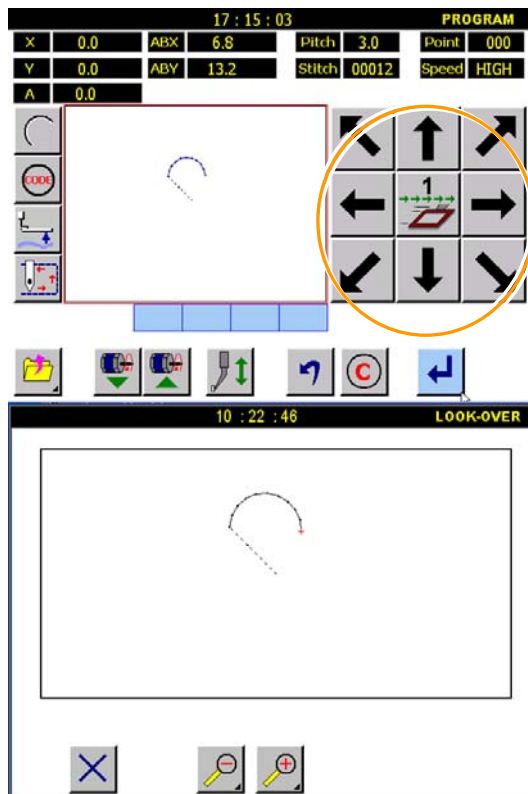 17 : 15 : 03 PROGRAM
X 0.0 ABX 6.8 Pitch 3.0 Point 000
Y 0.0 ABY 13.2 Stitch 00012 Speed HIGH
A 0.0
CODE
1
C
10 : 22 : 46 LOOK-OVER